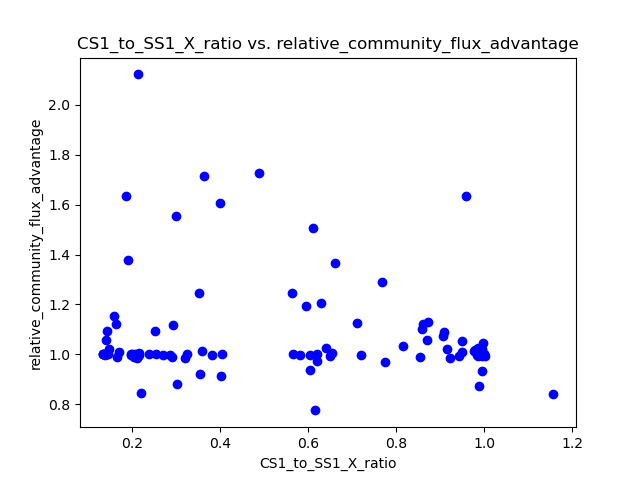 CS1_to_SS1_X_ratio vs. relative_community_flux_advantage
2.0
1.8
1.6
1.4
1.2
1.0
0.8
relative_community_flux_advantage
0.2 0.4 0.6 0.8 1.0 1.2
CS1_to_SS1_X_ratio